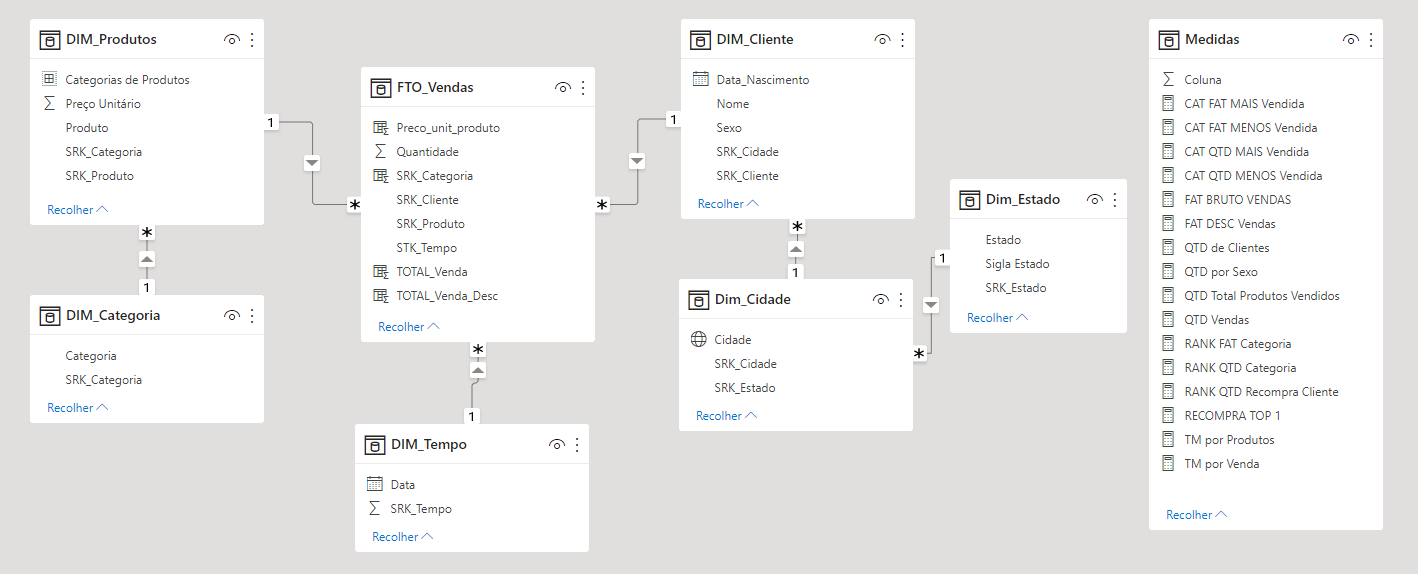 DIM_Produtos
Categorias de Produtos
Preço Unitário
Produto
SRK_Categoria
SRK_Produto
Recolher
1
*
FTO_Vendas
Preco_unit_produto
Quantidade
SRK_Categoria
SRK_Cliente
SRK_Produto
STK_Tempo
TOTAL_Venda
TOTAL_Venda_Desc
Recolher
*
DIM_Cliente
Data_Nascimento
Nome
Sexo
SRK_Cidade
SRK_Cliente
Recolher
1
*
1
DIM_Categoria
Categoria
SRK_Categoria
Recolher
*
1
DIM_Tempo
Data
SRK_Tempo
Recolher
*
1
Dim_Cidade
Cidade
SRK_Cidade
SRK_Estado
Recolher
*
1
Dim_Estado
Estado
Sigla Estado
SRK_Estado
Recolher
Medidas
Coluna
CAT FAT MAIS Vendida
CAT FAT MENOS Vendida
CAT QTD MAIS Vendida
CAT QTD MENOS Vendida
FAT BRUTO VENDAS
FAT DESC Vendas
QTD de Clientes
QTD por Sexo
QTD Total Produtos Vendidos
QTD Vendas
RANK FAT Categoria
RANK QTD Categoria
RANK QTD Recompra Cliente
RECOMPRA TOP 1
TM por Produtos
TM por Venda
Recolher